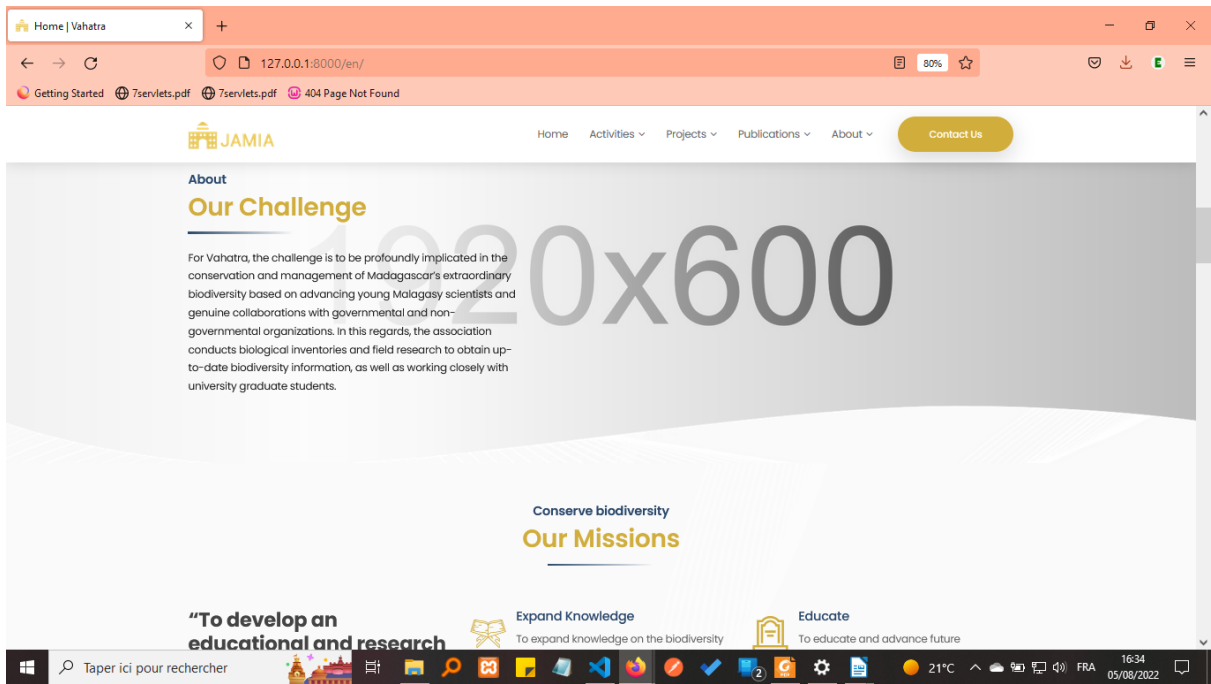 Home | Vahatra
127.0.0.1:8000/en/
80%
Getting Started 7servlets.pdf 7servlets.pdf 404 Page Not Found
JAMIA
Home Activities Projects Publications About Contact Us
About
Our Challenge
1920x600
For Vahatra, the challenge is to be profoundly implicated in the
conservation and management of Madagascar's extraordinary
biodiversity based on advancing young Malagasy scientists and
genuine collaborations with governmental and non-
governmental organizations. In this regards, the association
conducts biological inventories and field research to obtain up-
to-date biodiversity information, as well as working closely with
university graduate students.
Conserve biodiversity
Our Missions
“To develop an
educational and research
Expand Knowledge
To expand knowledge on the biodiversity
Educate
To educate and advance future
Taper ici pour rechercher
2
21°C
FRA
16:34
05/08/2022